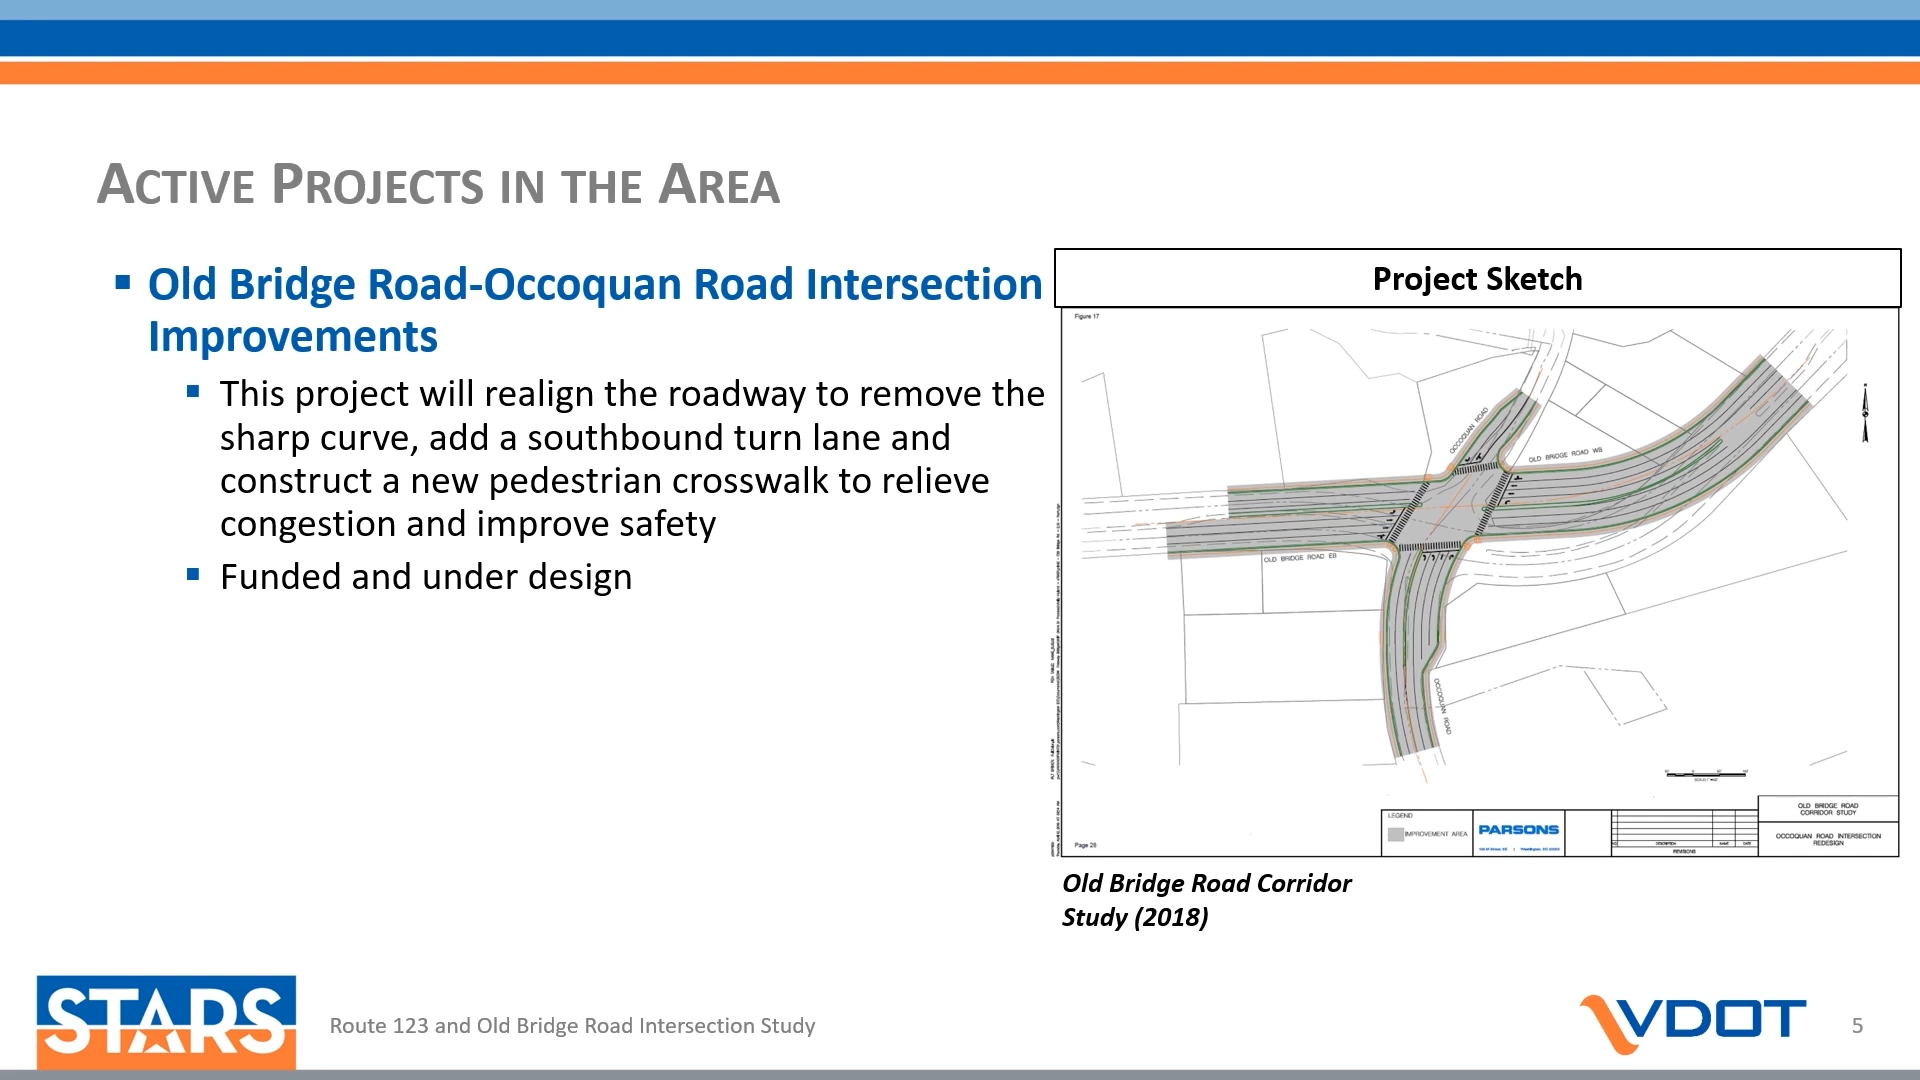 ACTIVE PROJECTS IN THE AREA
Old Bridge Road-Occoquan Road Intersection
Improvements
This project will realign the roadway to remove the
sharp curve, add a southbound turn lane and
construct a new pedestrian crosswalk to relieve
congestion and improve safety
Funded and under design
Project Sketch
Figure 17
OCCOQUAN ROAD
OLD BRIDGE ROAD WB
OLD BRIDGE ROAD EB
OCCOQUAN ROAD
LEGEND
IMPROVEMENT AREA
PARSONS
DESCRIPTION
NAME
DATE
REVISIONS
OLD BRIDGE ROAD
CORRIDOR STUDY
OCCOQUAN ROAD INTERSECTION
REDESIGN
Page 28
Old Bridge Road Corridor
Study (2018)
STARS
Route 123 and Old Bridge Road Intersection Study
VDOT
5